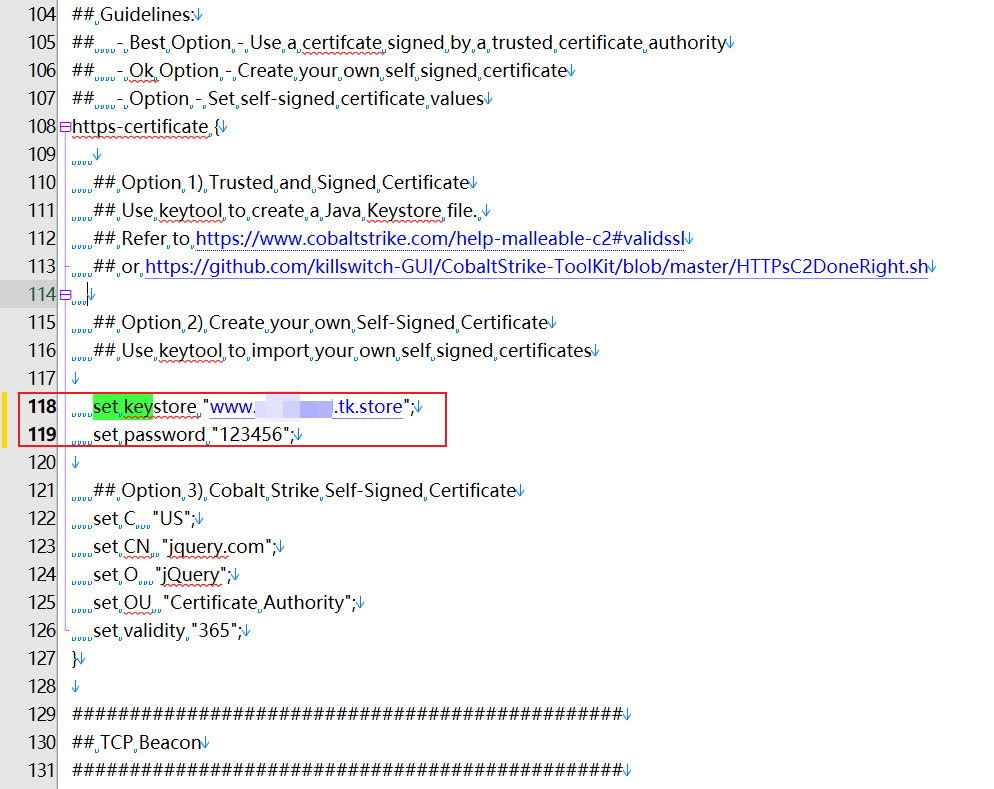 104 ## Guidelines:
105 ## - Best Option - Use a certifcate signed by a trusted certificate authority
106 ## - Ok Option - Create your own self signed certificate
107 ## - Option - Set self-signed certificate values
108 https-certificate {
109
110 ## Option 1) Trusted and Signed Certificate
111 ## Use keytool to create a Java Keystore file.
112 ## Refer to https://www.cobaltstrike.com/help-malleable-c2#validssl
113 ## or https://github.com/killswitch-GUI/CobaltStrike-ToolKit/blob/master/HTTPsC2DoneRight.sh
114
115 ## Option 2) Create your own Self-Signed Certificate
116 ## Use keytool to import your own self signed certificates
117
118 set keystore "www. .tk.store";
119 set password "123456";
120
121 ## Option 3) Cobalt Strike Self-Signed Certificate
122 set C "US";
123 set CN "jquery.com";
124 set O "jQuery";
125 set OU "Certificate Authority";
126 set validity "365";
127 }
128
129 ################################################
130 ## TCP Beacon
131 ################################################